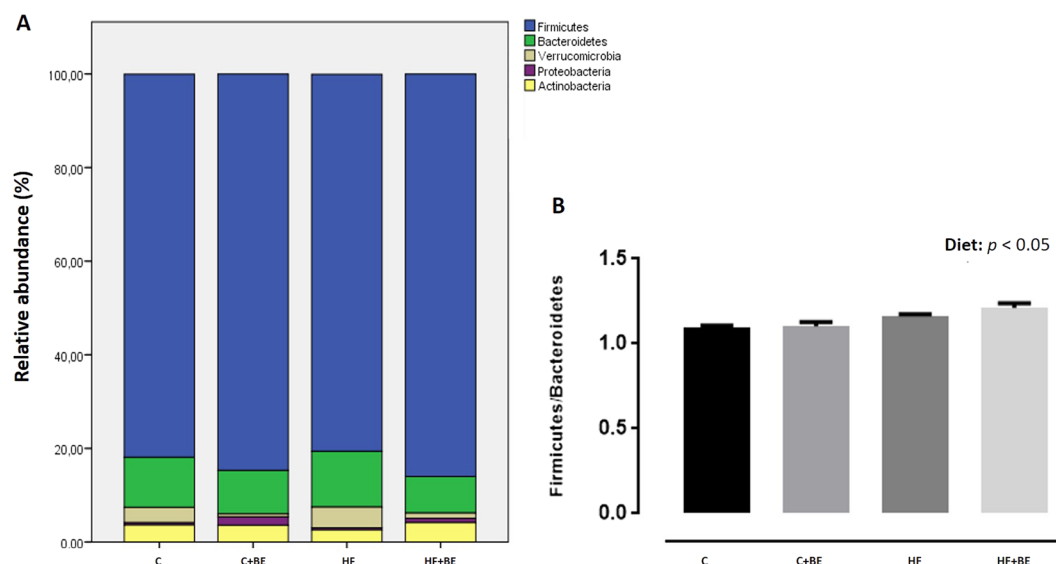 A
Firmicutes
Bacteroidetes
Verrucomicrobia
Proteobacteria
Actinobacteria
Relative abundance (%)
100,00
80,00
60,00
40,00
20,00
0.00
C
C+BE
HF
HF+BE
B
Diet: p < 0.05
Firmicutes/Bacteroidetes
1.5
1.0
0.5
0.0
C
C+BE
HF
HF+BE